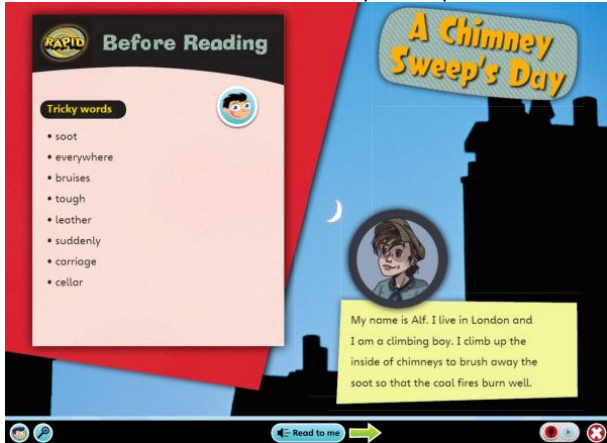 RAPID
Before Reading
Tricky words
• soot
• everywhere
• bruises
• tough
• leather
• suddenly
• carriage
• cellar
A Chimney
Sweep's Day
My name is Alf. I live in London and
I am a climbing boy. I climb up the
inside of chimneys to brush away the
soot so that the coal fires burn well.
Read to me